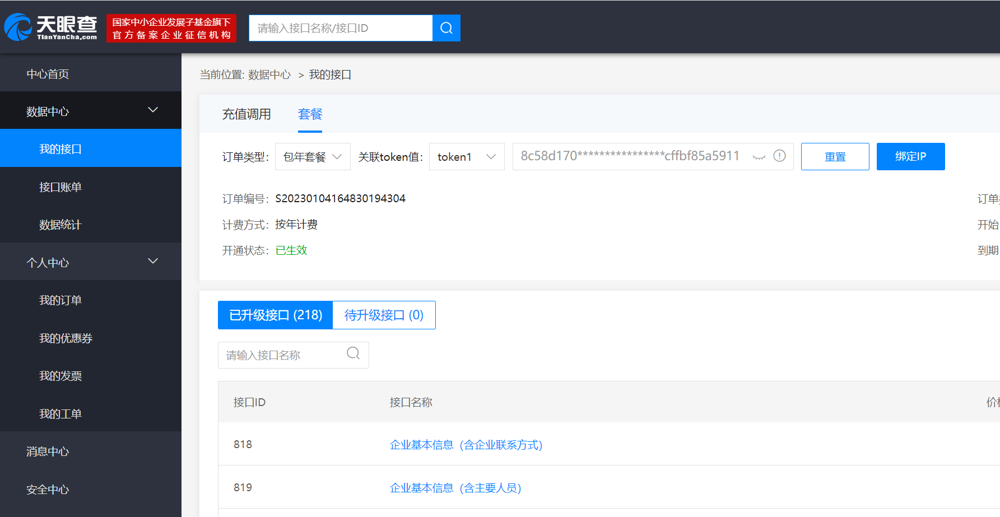 天眼查
TianYanCha.com
国家中小企业发展子基金旗下
官方备案企业征信机构
请输入接口名称/接口ID
中心首页
数据中心
我的接口
接口账单
数据统计
个人中心
我的订单
我的优惠券
我的发票
我的工单
消息中心
安全中心
当前位置: 数据中心 > 我的接口
充值调用 套餐
订单类型: 包年套餐 关联token值: token1 8c58d170****************cffbf85a5911 重置 绑定IP
订单编号: S20230104164830194304 订单
计费方式: 按年计费 开始
开通状态: 已生效 到期
已升级接口 (218) 待升级接口 (0)
请输入接口名称
接口ID 接口名称 价
818 企业基本信息（含企业联系方式）
819 企业基本信息（含主要人员）